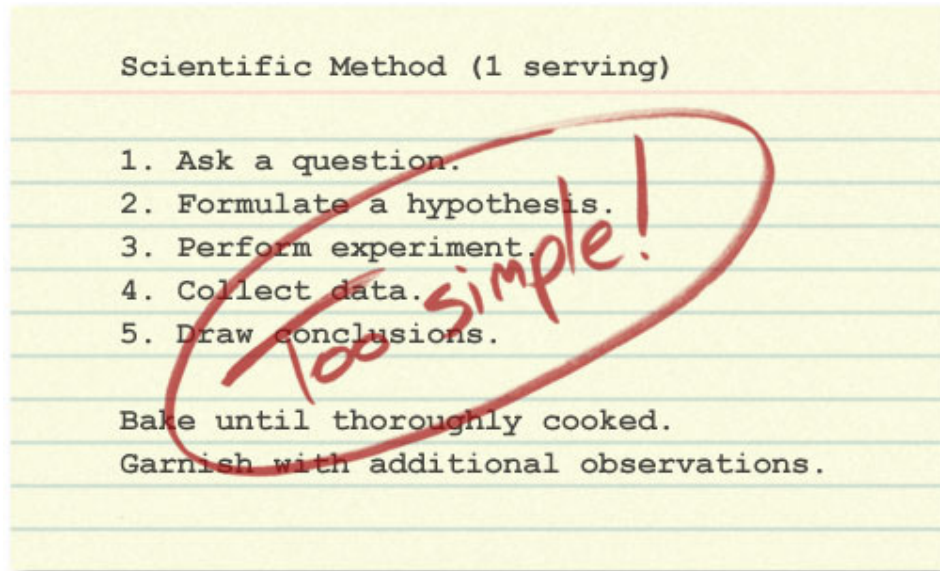 Scientific Method (1 serving)
1. Ask a question.
2. Formulate a hypothesis.
3. Perform experiment.
4. Collect data.
5. Draw conclusions.
Too simple!
Bake until thoroughly cooked.
Garnish with additional observations.